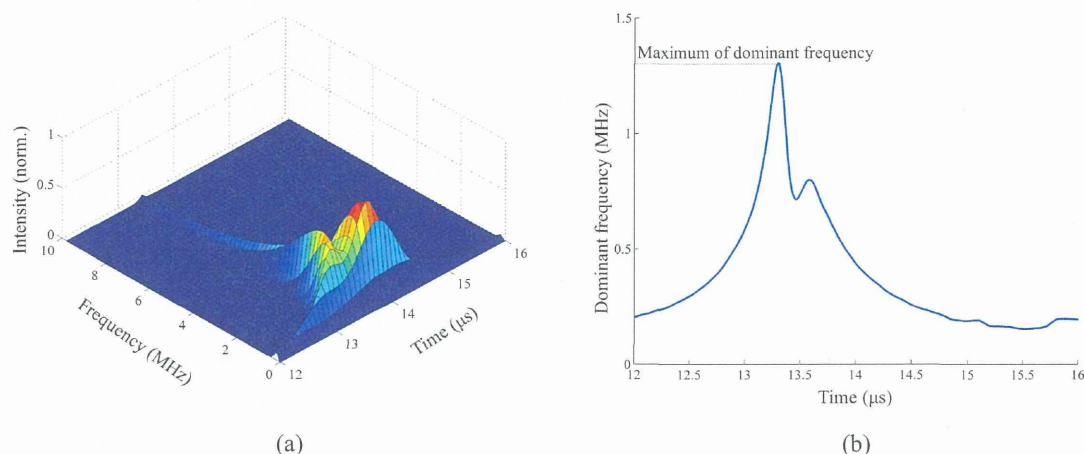 1
0.5
0
Intensity (norm.)
10
8
6
4
2
0
Frequency (MHz)
12
13
14
15
16
Time (μs)
(a)
1.5
1
0.5
0
Dominant frequency (MHz)
Maximum of dominant frequency
12 12.5 13 13.5 14 14.5 15 15.5 16
Time (μs)
(b)